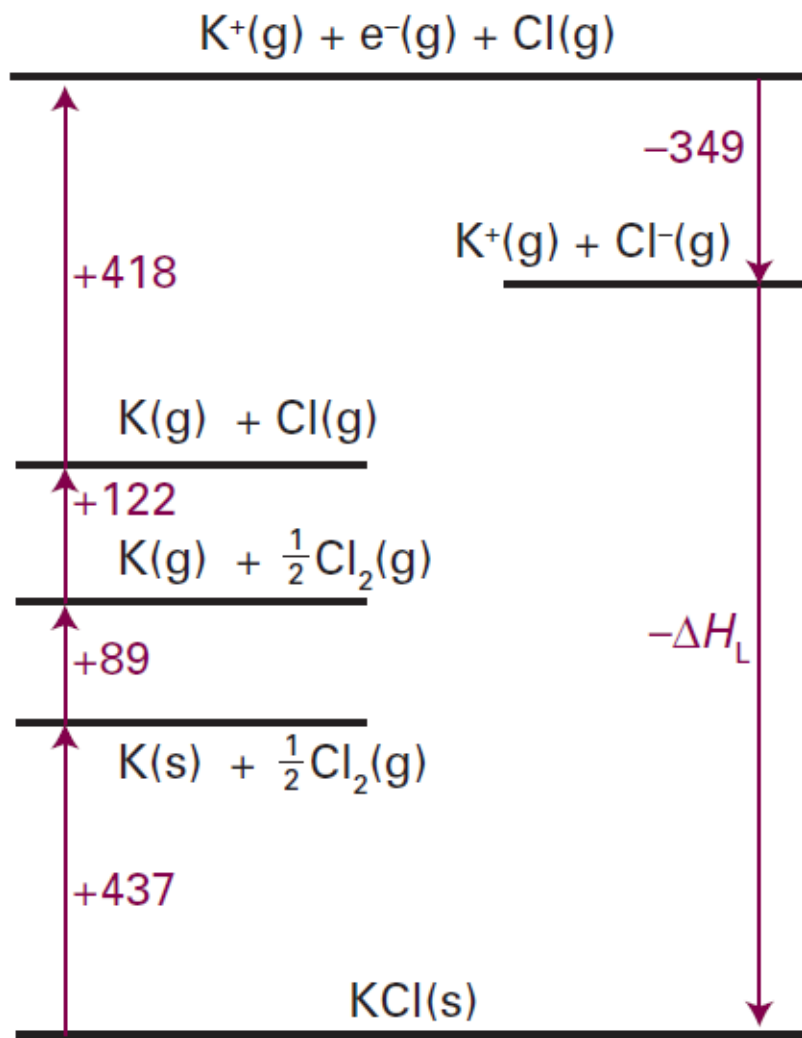 K⁺(g) + e⁻(g) + Cl(g)
–349
K⁺(g) + Cl⁻(g)
+418
K(g) + Cl(g)
+122
K(g) + ½Cl₂(g)
–ΔH_L
+89
K(s) + ½Cl₂(g)
+437
KCl(s)